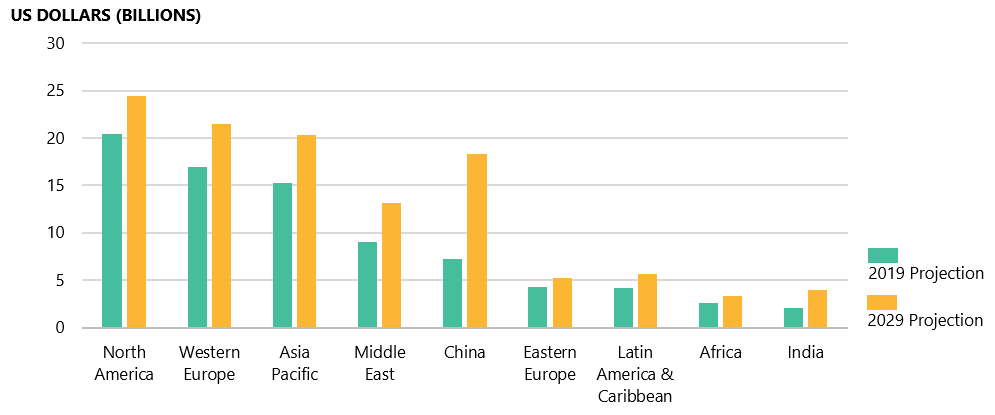 US DOLLARS (BILLIONS)
30
25
20
15
10
5
0
North
America
Western
Europe
Asia
Pacific
Middle
East
China
Eastern
Europe
Latin
America &
Caribbean
Africa
India
2019 Projection
2029 Projection